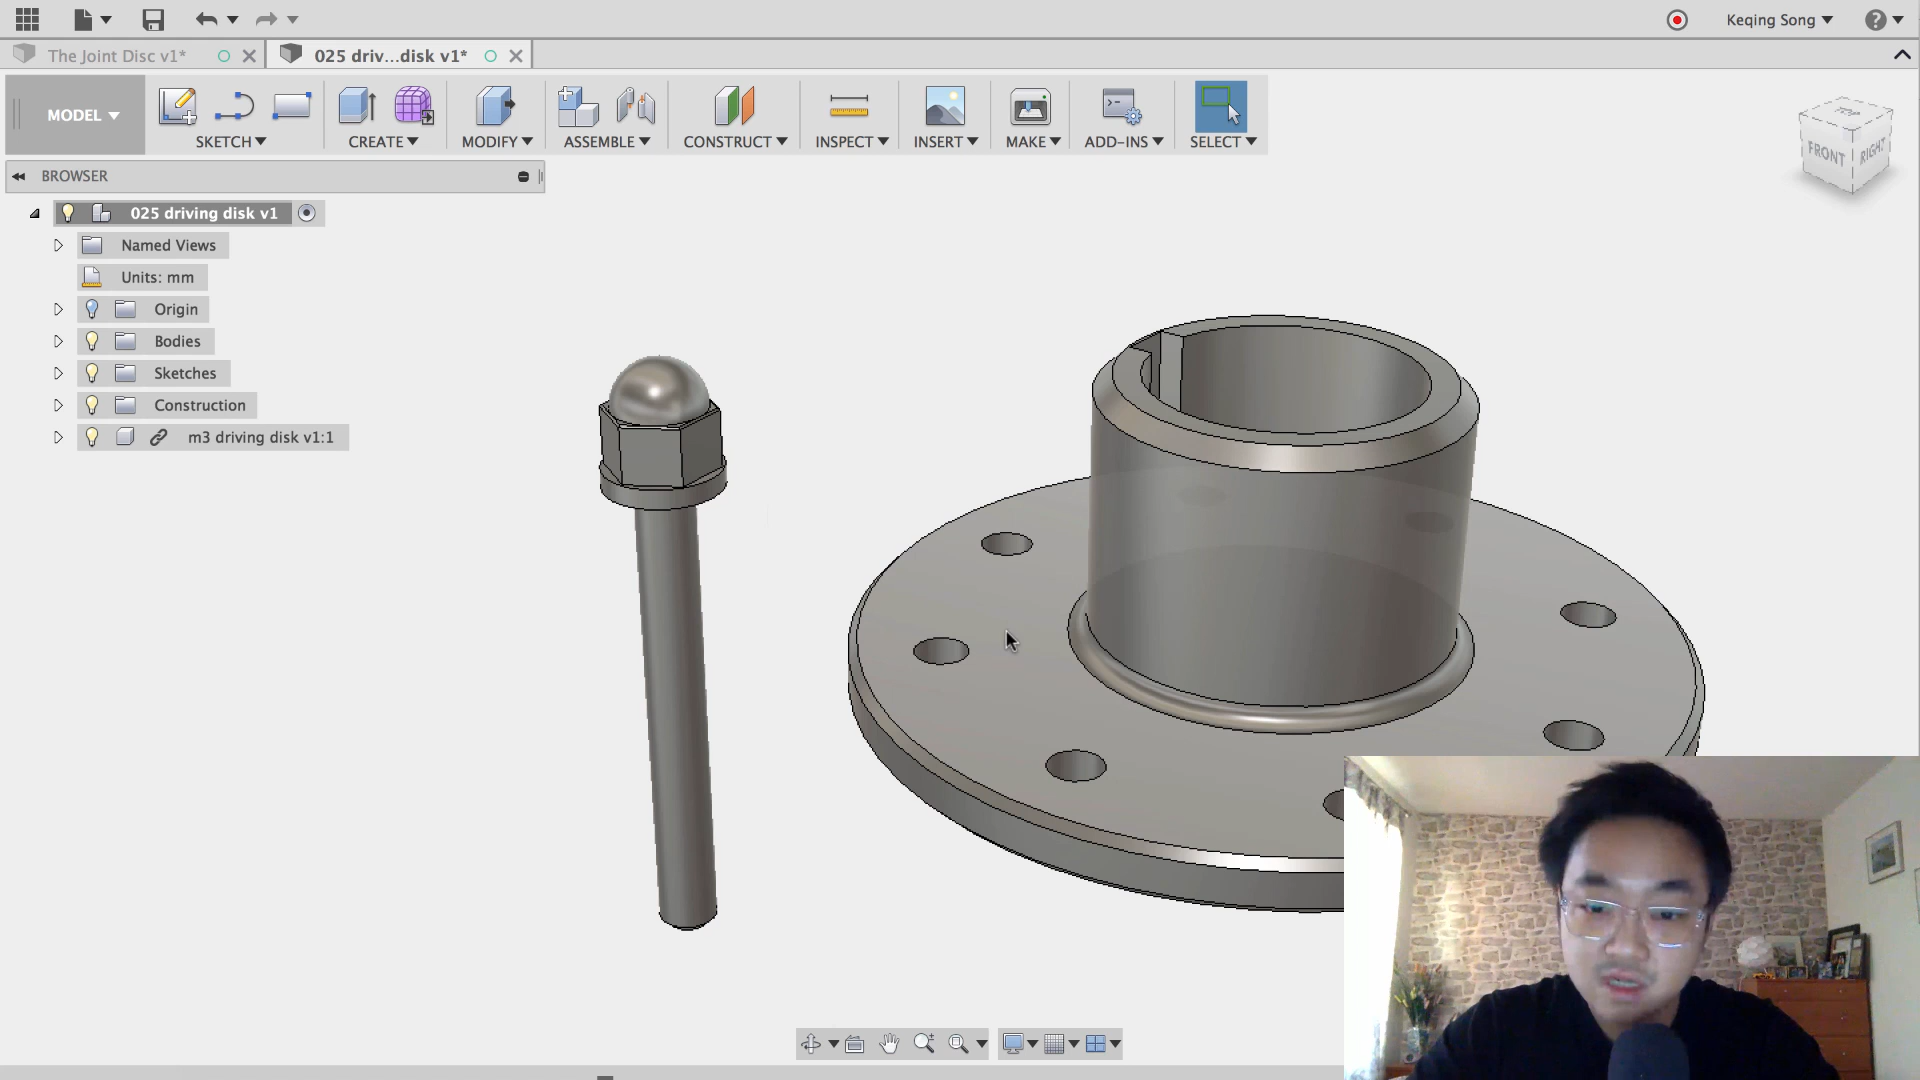 Keqing Song
The Joint Disc v1*
025 driv...disk v1*
MODEL
SKETCH
CREATE
MODIFY
ASSEMBLE
CONSTRUCT
INSPECT
INSERT
MAKE
ADD-INS
SELECT
FRONT
RIGHT
BROWSER
025 driving disk v1
Named Views
Units: mm
Origin
Bodies
Sketches
Construction
m3 driving disk v1:1